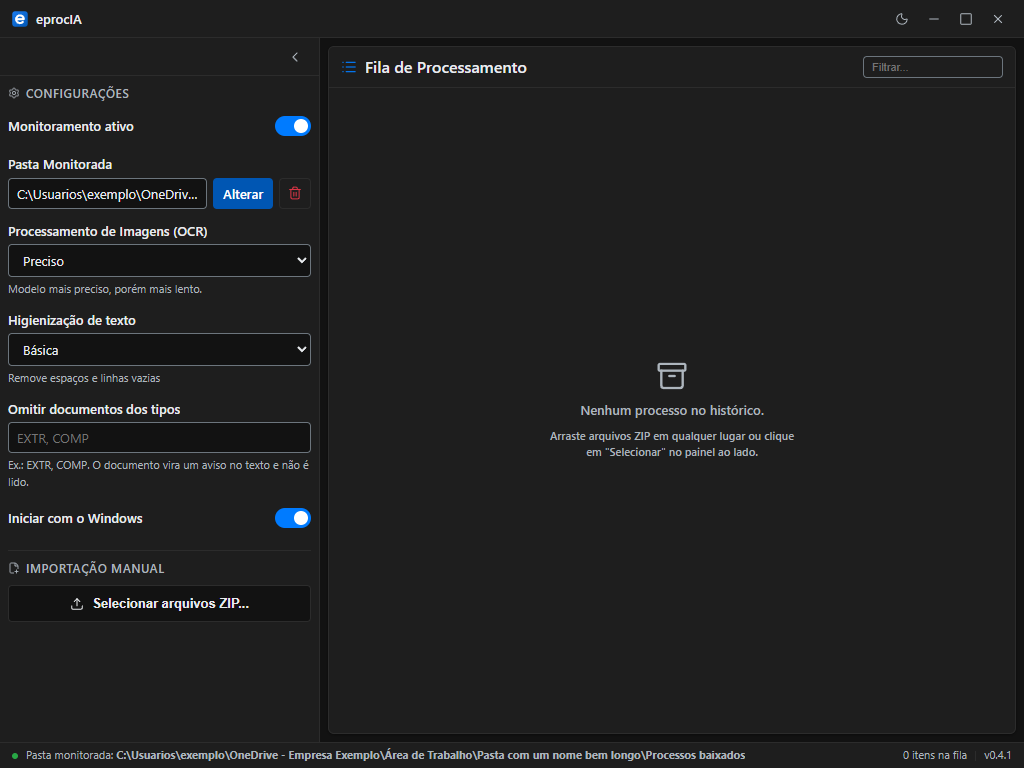 eprocIA
CONFIGURAÇÕES
Monitoramento ativo
Pasta Monitorada
C:\Usuarios\exemplo\OneDriv...
Alterar
Processamento de Imagens (OCR)
Preciso
Modelo mais preciso, porém mais lento.
Higienização de texto
Básica
Remove espaços e linhas vazias
Omitir documentos dos tipos
EXTR, COMP
Ex.: EXTR, COMP. O documento vira um aviso no texto e não é
lido.
Iniciar com o Windows
IMPORTAÇÃO MANUAL
Selecionar arquivos ZIP...
Fila de Processamento
Filtrar...
Nenhum processo no histórico.
Arraste arquivos ZIP em qualquer lugar ou clique
em "Selecionar" no painel ao lado.
Pasta monitorada: C:\Usuarios\exemplo\OneDrive - Empresa Exemplo\Área de Trabalho\Pasta com um nome bem longo\Processos baixados
0 itens na fila
v0.4.1